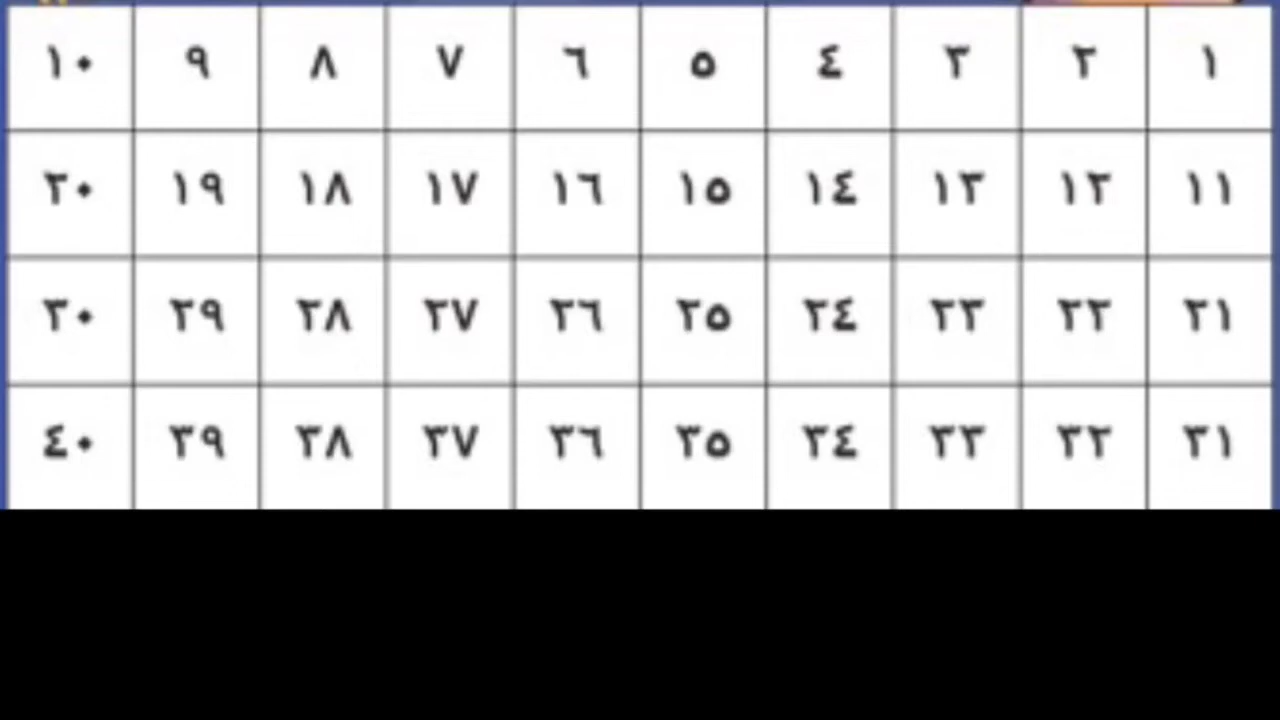 ١ ٢ ٣ ٤ ٥ ٦ ٧ ٨ ٩ ١٠
١١ ١٢ ١٣ ١٤ ١٥ ١٦ ١٧ ١٨ ١٩ ٢٠
٢١ ٢٢ ٢٣ ٢٤ ٢٥ ٢٦ ٢٧ ٢٨ ٢٩ ٣٠
٣١ ٣٢ ٣٣ ٣٤ ٣٥ ٣٦ ٣٧ ٣٨ ٣٩ ٤٠